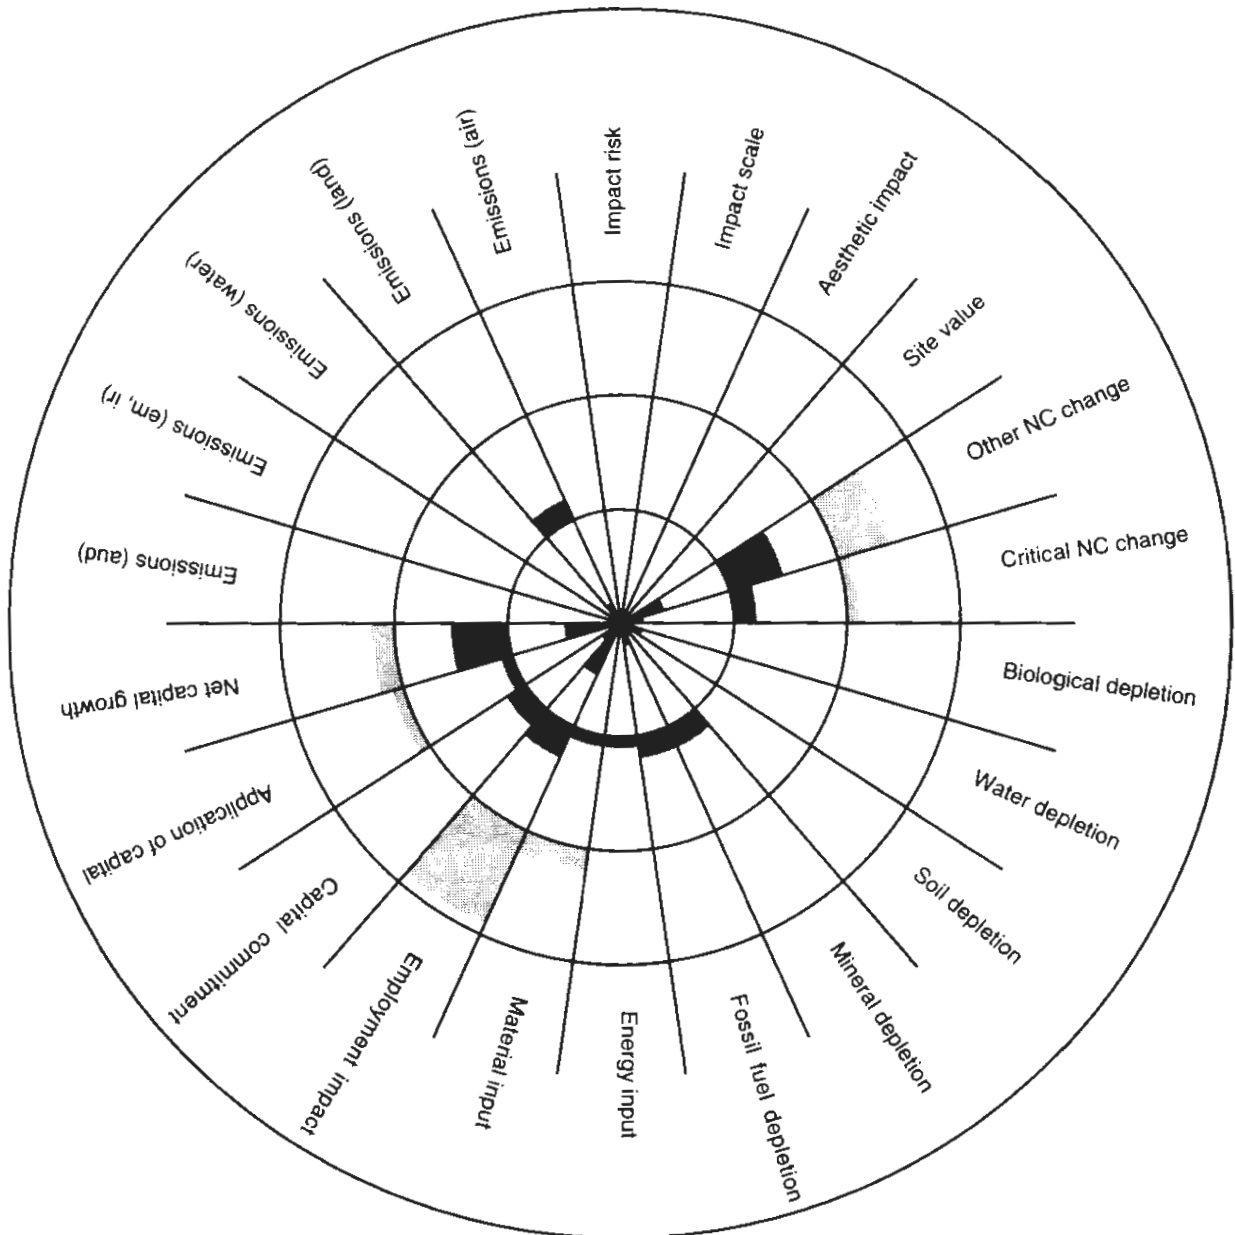 Impact risk
Impact scale
Aesthetic impact
Site value
Other NC change
Critical NC change
Biological depletion
Water depletion
Soil depletion
Mineral depletion
Fossil fuel depletion
Energy input
Material input
Employment impact
Capital commitment
Application of capital
Net capital growth
Emissions (aud)
Emissions (em, ir)
Emissions (water)
Emissions (land)
Emissions (air)